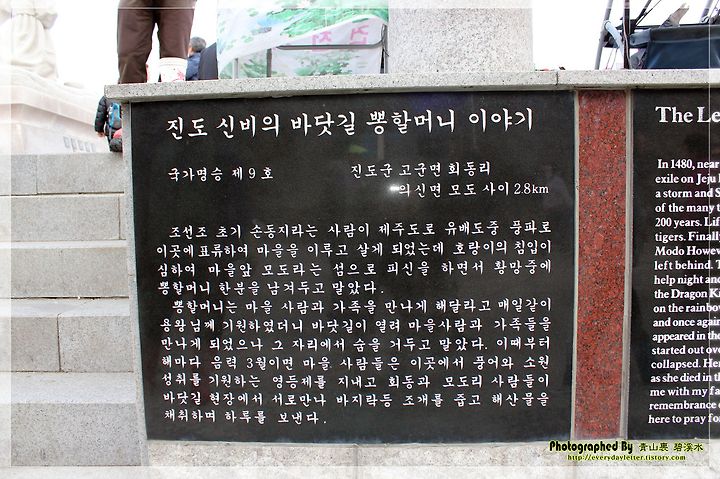 진도 신비의 바닷길 뽕할머니 이야기
국가명승 제 9 호
진도군 고군면 회동리
의신면 모도 사이 2.8km
조선조 초기 손동지라는 사람이 제주도로 유배도중 풍파로
이곳에 표류하여 마을을 이루고 살게 되었는데 호랑이의 침입이
심하여 마을앞 모도라는 섬으로 피신을 하면서 황망중에
뽕할머니 한분을 남겨두고 말았다.
뽕할머니는 마을 사람과 가족을 만나게 해달라고 매일같이
용왕님께 기원하였더니 바닷길이 열려 마을사람과 가족들을
만나게 되었으나 그 자리에서 숨을 거두고 말았다. 이때부터
해마다 음력 3월이면 마을 사람들은 이곳에서 풍어와 소원
성취를 기원하는 영등제를 지내고 회동과 모도리 사람들이
바닷길 현장에서 서로만나 바지락등 조개를 줍고 해산물을
채취하며 하루를 보낸다.
The Le
In 1480, near
exile on Jeju
a storm and S
of the many t
200 years. Lif
tigers. Finally
Modo Howev
left behind. T
help night and
the Dragon Ki
on the rainbow
and once again
appeared in the
started out ove
collapsed. Her
as she died in th
me with my fa
remembrance
here to pray fo
Photographed By 青山裏 碧溪水
http://everydayletter.tistory.com